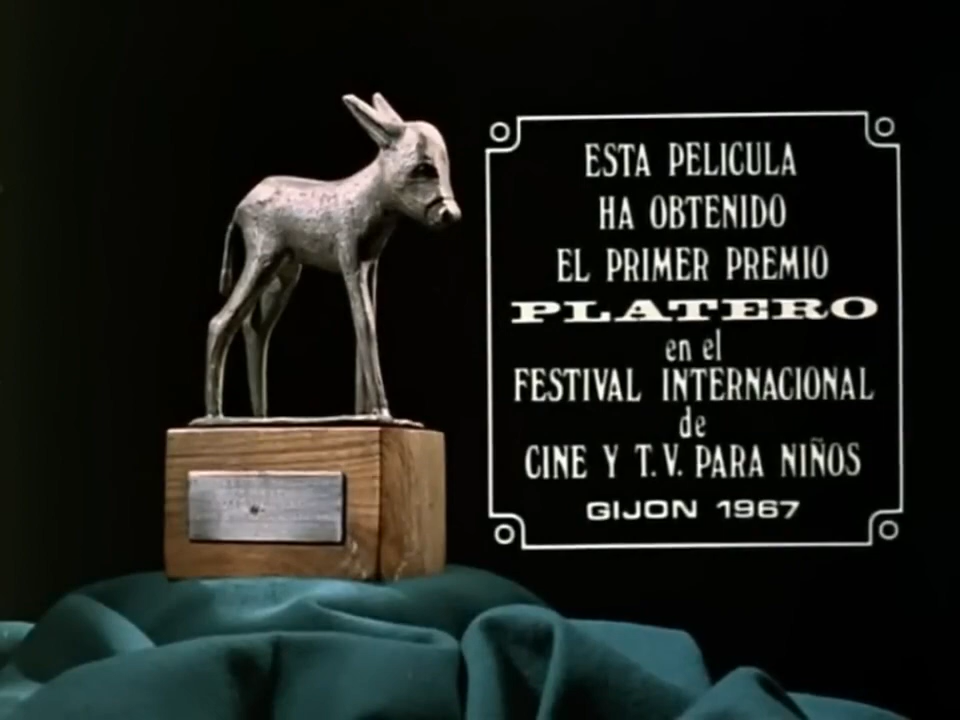 ESTA PELICULA
HA OBTENIDO
EL PRIMER PREMIO
PLATERO
en el
FESTIVAL INTERNACIONAL
de
CINE Y T.V. PARA NIÑOS
GIJON 1967